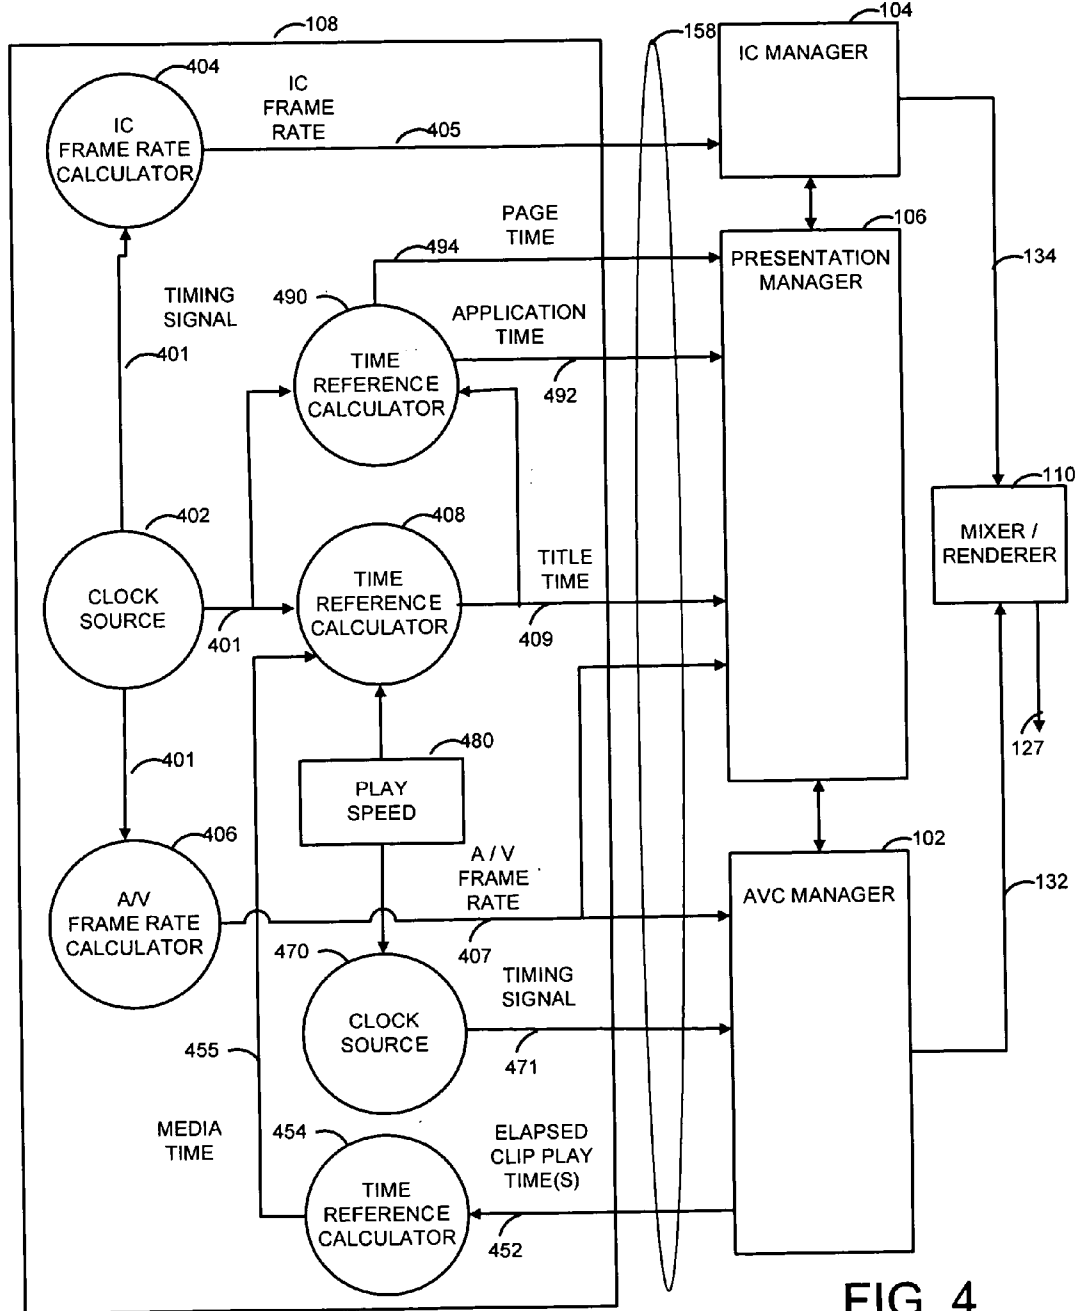 108
104
158
IC MANAGER
404
IC
FRAME
RATE
IC
FRAME RATE
CALCULATOR
405
106
PAGE
TIME
494
134
PRESENTATION
MANAGER
490
TIMING
SIGNAL
APPLICATION
TIME
401
TIME
REFERENCE
CALCULATOR
492
110
402
408
MIXER /
RENDERER
TITLE
TIME
CLOCK
SOURCE
TIME
REFERENCE
CALCULATOR
401
409
127
480
401
PLAY
SPEED
406
102
A / V
FRAME
RATE
132
A/V
FRAME RATE
CALCULATOR
AVC MANAGER
407
470
TIMING
SIGNAL
CLOCK
SOURCE
455
471
MEDIA
TIME
454
ELAPSED
CLIP PLAY
TIME(S)
TIME
REFERENCE
CALCULATOR
452
FIG. 4